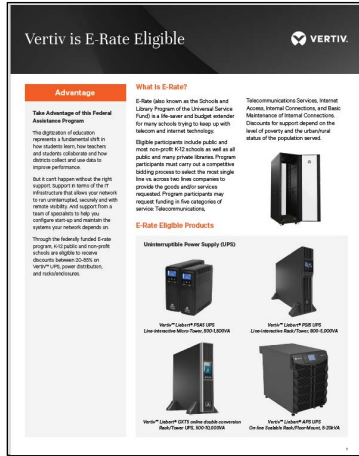 Vertiv is E-Rate Eligible
VERTIV.
Advantage
Take Advantage of this Federal
Assistance Program
The digitization of education
represents a fundamental shift in
how students learn, how teachers
and students collaborate and how
districts collect and use data to
improve performance.
But it can't happen without the right
support. Support in terms of the IT
infrastructure that allows your network
to run uninterrupted, securely and with
remote visibility. And support from a
team of specialists to help you
configure start-up and maintain the
systems your network depends on.
Through the federally funded E-rate
program, K-12 public and non-profit
schools are eligible to receive
discounts between 20-85% on
Vertiv™ UPS, power distribution,
and racks/enclosures.
What Is E-Rate?
E-Rate (also known as the Schools and
Library Program of the Universal Service
Fund) is a life-saver and budget extender
for many schools trying to keep up with
telecom and internet technology.
Eligible participants include public and
most non-profit K-12 schools as well as all
public and many private libraries. Program
participants must carry out a competitive
bidding process to select the most single
line vs. across two lines companies to
provide the goods and/or services
requested. Program participants may
request funding in five categories of
service: Telecommunications,
Telecommunications Services, Internet
Access, Internal Connections, and Basic
Maintenance of Internal Connections.
Discounts for support depend on the
level of poverty and the urban/rural
status of the population served.
E-Rate Eligible Products
Uninterruptible Power Supply (UPS)
Vertiv™ Liebert® PSA5 UPS
Line-Interactive Micro-Tower, 500-1,500VA
Vertiv™ Liebert® PSI5 UPS
Line-Interactive Rack/Tower, 800-5,000VA
Vertiv™ Liebert® GXT5 online double conversion
Rack/Tower UPS, 500-10,000VA
Vertiv™ Liebert® APS UPS
On-line Scalable Rack/Floor Mount, 5-20kVA